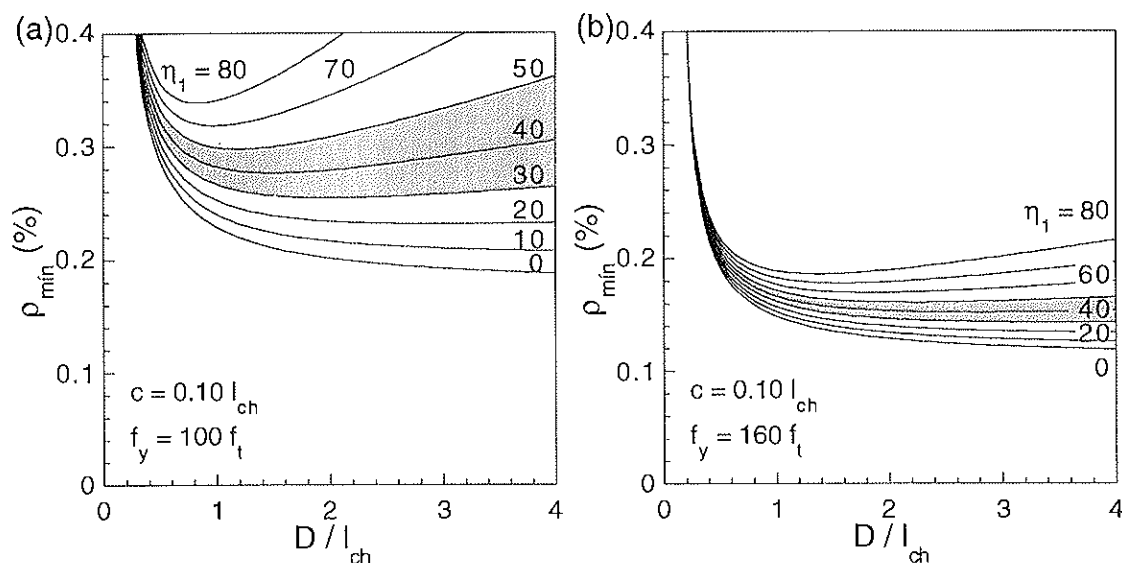 (a)
0.4
0.3
0.2
0.1
0
ρmín (%)
η1 = 80
70
50
40
30
20
10
0
c = 0.10 lch
fy = 100 ft
0
1
2
3
4
D / lch
(b)
0.4
0.3
0.2
0.1
0
ρmín (%)
η1 = 80
60
40
20
0
c = 0.10 lch
fy = 160 ft
0
1
2
3
4
D / lch